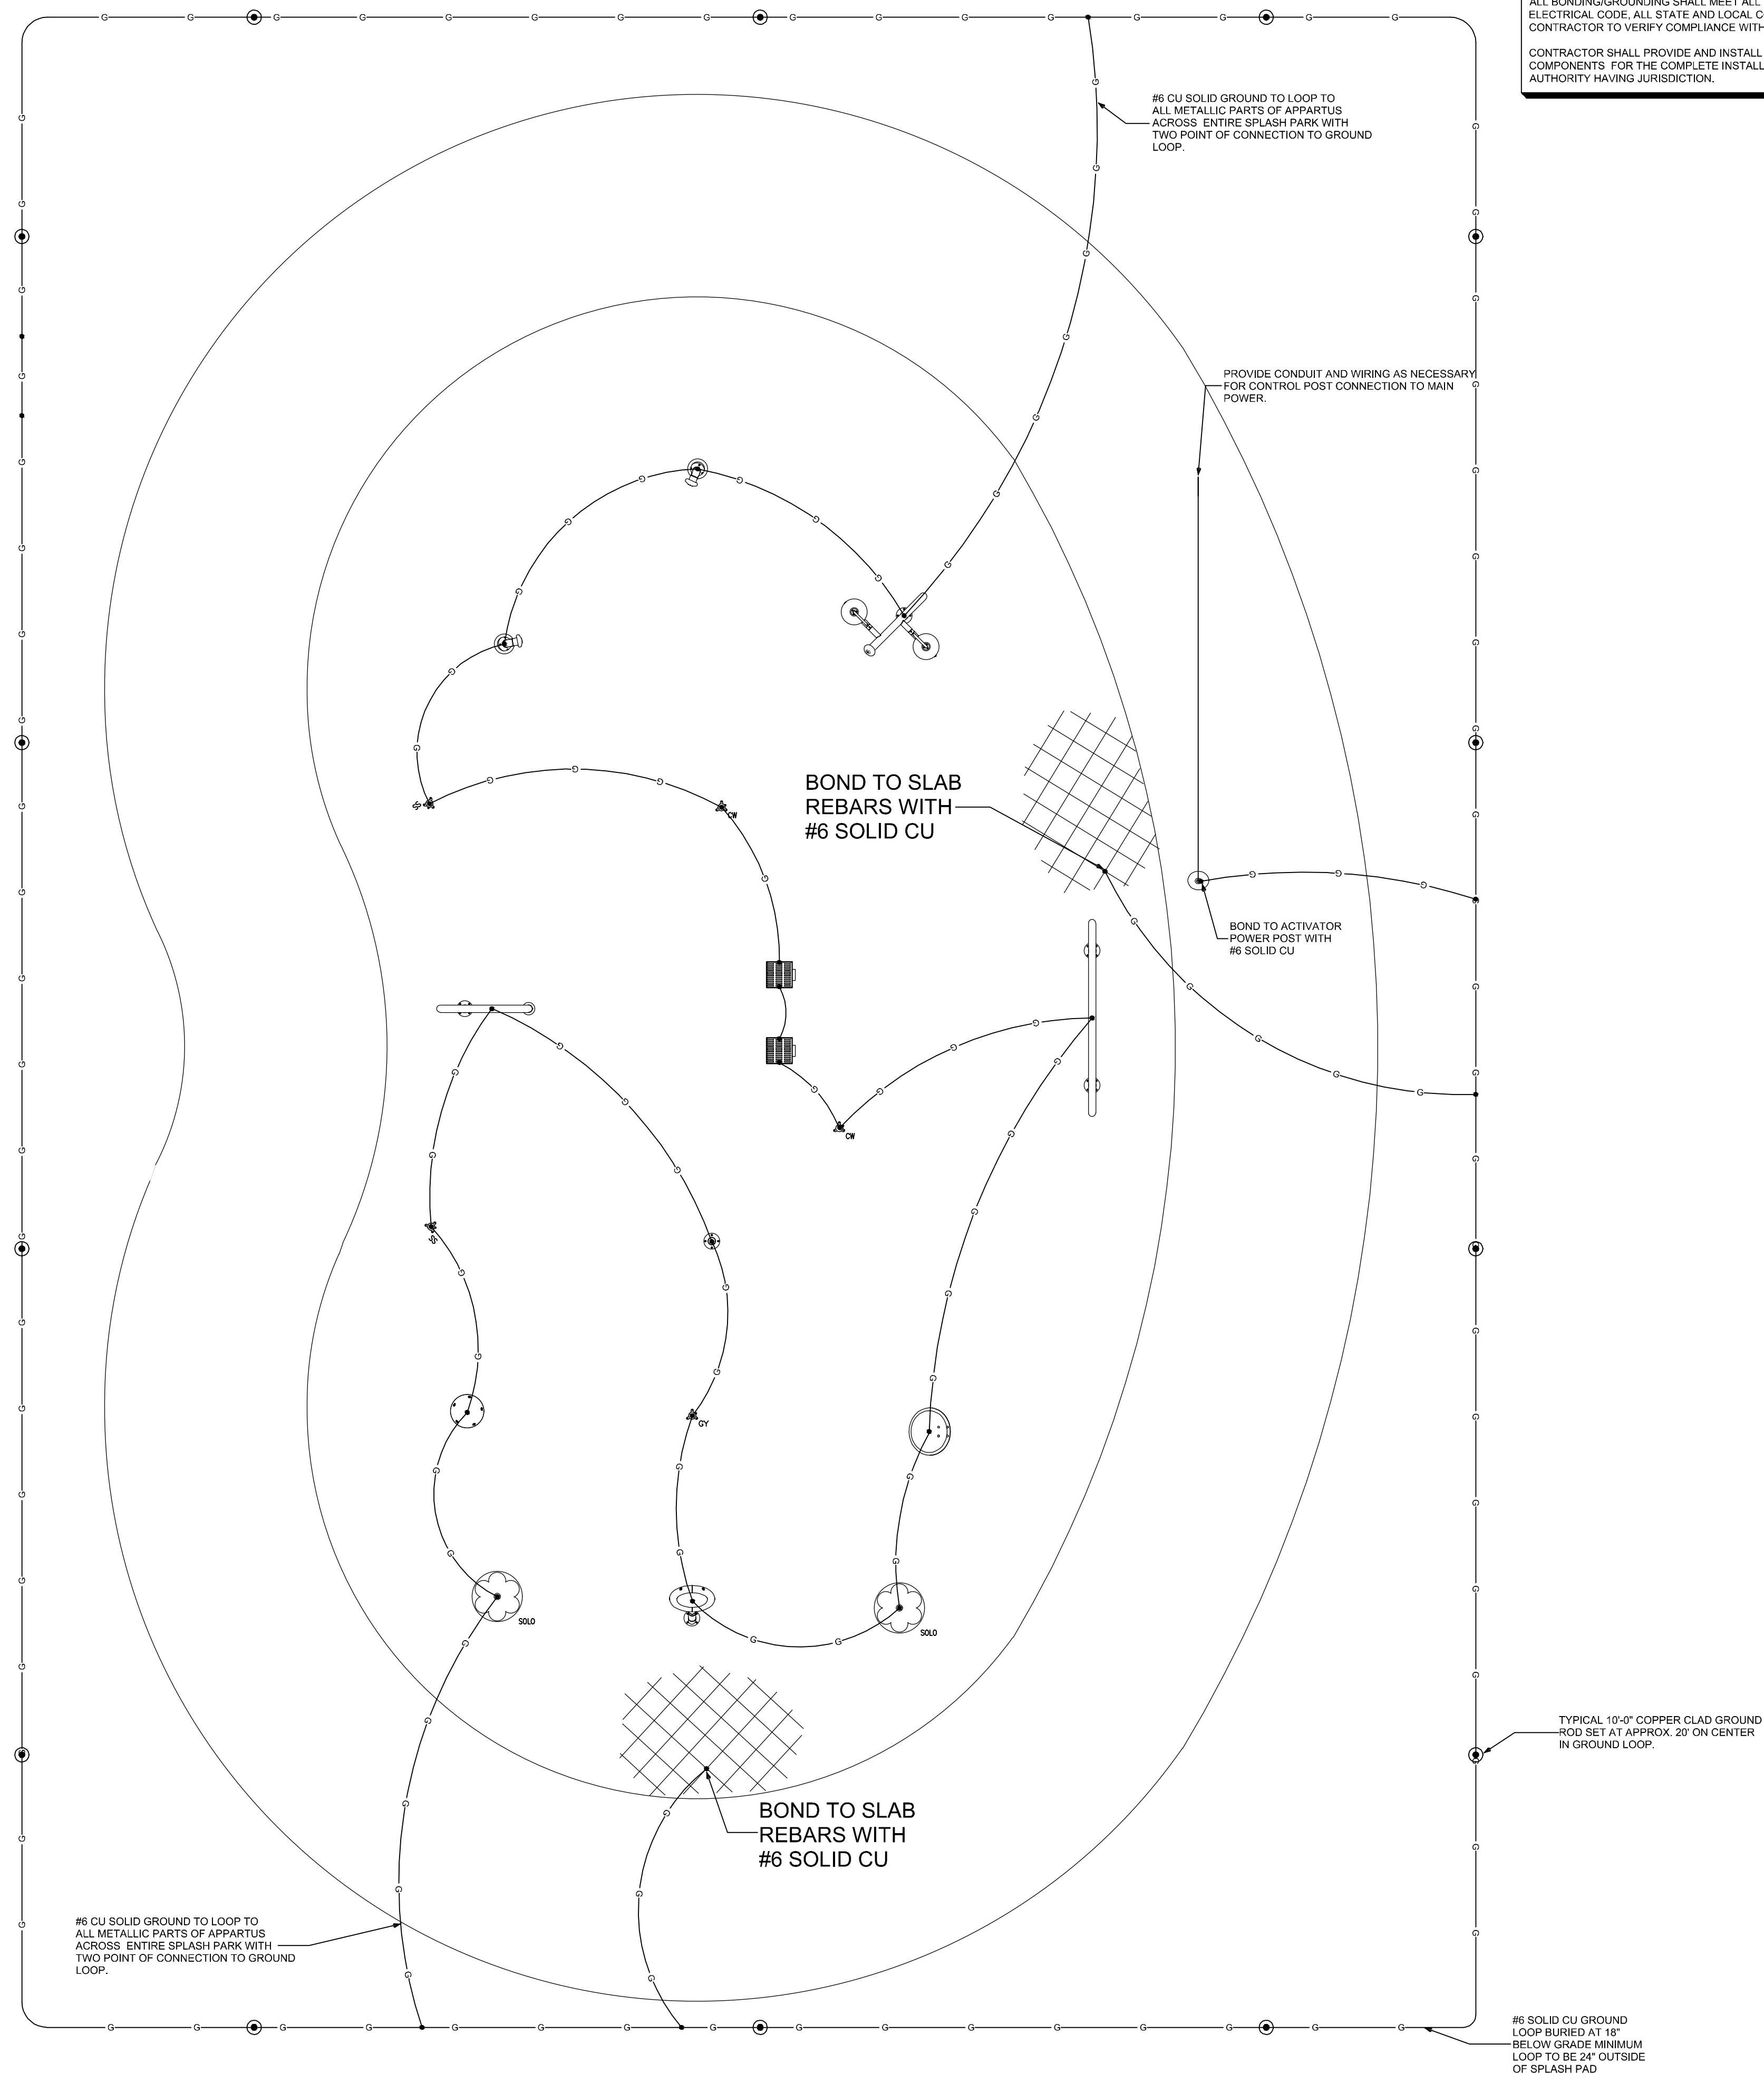 ALL BONDING/GROUNDING SHALL MEET ALL
ELECTRICAL CODE, ALL STATE AND LOCAL
CONTRACTOR TO VERIFY COMPLIANCE WITH
CONTRACTOR SHALL PROVIDE AND INSTALL
COMPONENTS FOR THE COMPLETE
AUTHORITY HAVING JURISDICTION.
#6 CU SOLID GROUND TO LOOP TO
ALL METALLIC PARTS OF APPARTUS
ACROSS ENTIRE SPLASH PARK WITH
TWO POINT OF CONNECTION TO GROUND
LOOP.
PROVIDE CONDUIT AND WIRING AS NECESSARY
FOR CONTROL POST CONNECTION TO MAIN
POWER.
BOND TO SLAB
REBARS WITH
#6 SOLID CU
SS
CW
BOND TO ACTIVATOR
POWER POST WITH
#6 SOLID CU
CW
SS
GY
SOLO
SOLO
TYPICAL 10'-0" COPPER CLAD GROUND
ROD SET AT APPROX. 20' ON CENTER
IN GROUND LOOP.
BOND TO SLAB
REBARS WITH
#6 SOLID CU
#6 CU SOLID GROUND TO LOOP TO
ALL METALLIC PARTS OF APPARTUS
ACROSS ENTIRE SPLASH PARK WITH
TWO POINT OF CONNECTION TO GROUND
LOOP.
#6 SOLID CU GROUND
LOOP BURIED AT 18"
BELOW GRADE MINIMUM
LOOP TO BE 24" OUTSIDE
OF SPLASH PAD